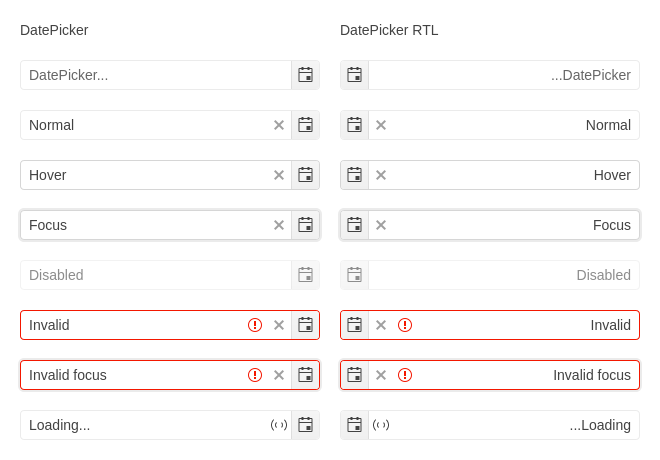 DatePicker
DatePicker...
Normal
Hover
Focus
Disabled
Invalid
Invalid focus
Loading...
DatePicker RTL
...DatePicker
Normal
Hover
Focus
Disabled
Invalid
Invalid focus
...Loading